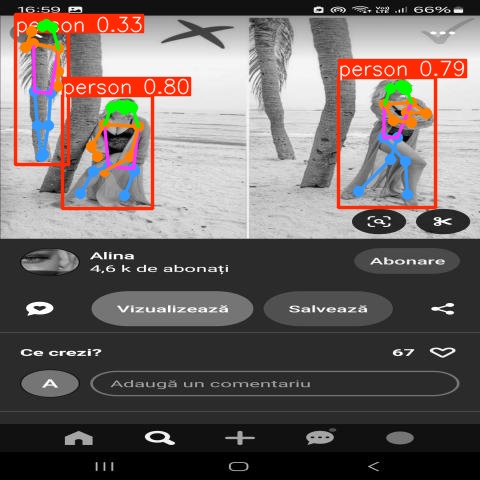 16:59
66%
person 0.33
person 0.80
person 0.79
Alina
4,6 k de abonați
Abonare
Vizualizează
Salvează
Ce crezi?
67
A
Adaugă un comentariu